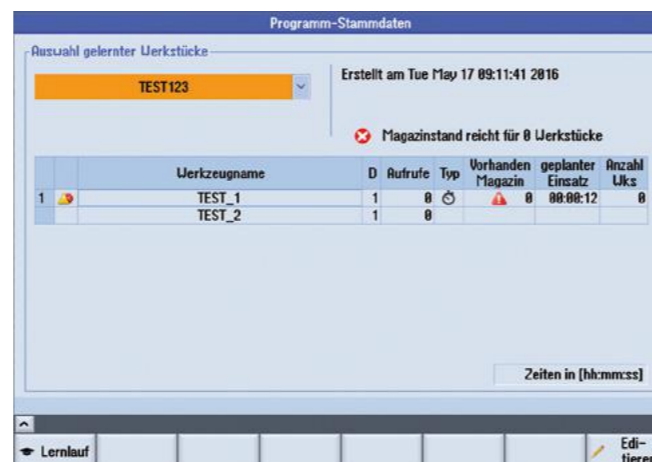 Programm-Stammdaten
Auswahl gelernter Werkstücke
TEST123
Erstellt am Tue May 17 09:11:41 2016
Magazinstand reicht für 0 Werkstücke
Werkzeugname D Aufrufe Typ Vorhanden Magazin geplanter Einsatz Anzahl Wks
1 TEST_1 1 0 0 00:00:12 0
TEST_2 1 0
Zeiten in [hh:mm:ss]
Lernlauf
Edi-
tieren